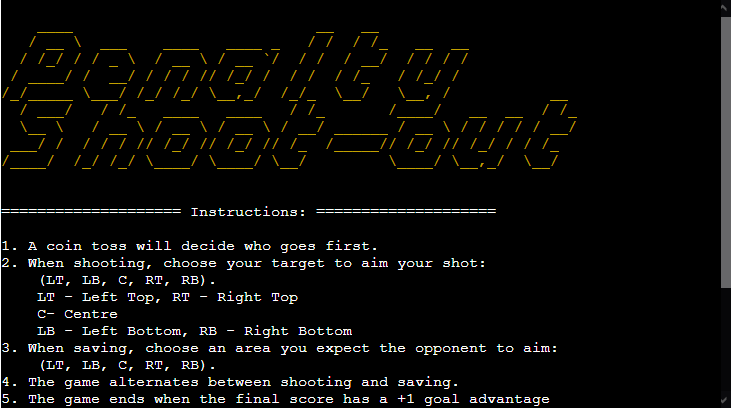 Penalty
Shoot-out
==================== Instructions: ====================
1. A coin toss will decide who goes first.
2. When shooting, choose your target to aim your shot:
(LT, LB, C, RT, RB).
LT - Left Top, RT - Right Top
C- Centre
LB - Left Bottom, RB - Right Bottom
3. When saving, choose an area you expect the opponent to aim:
(LT, LB, C, RT, RB).
4. The game alternates between shooting and saving.
5. The game ends when the final score has a +1 goal advantage